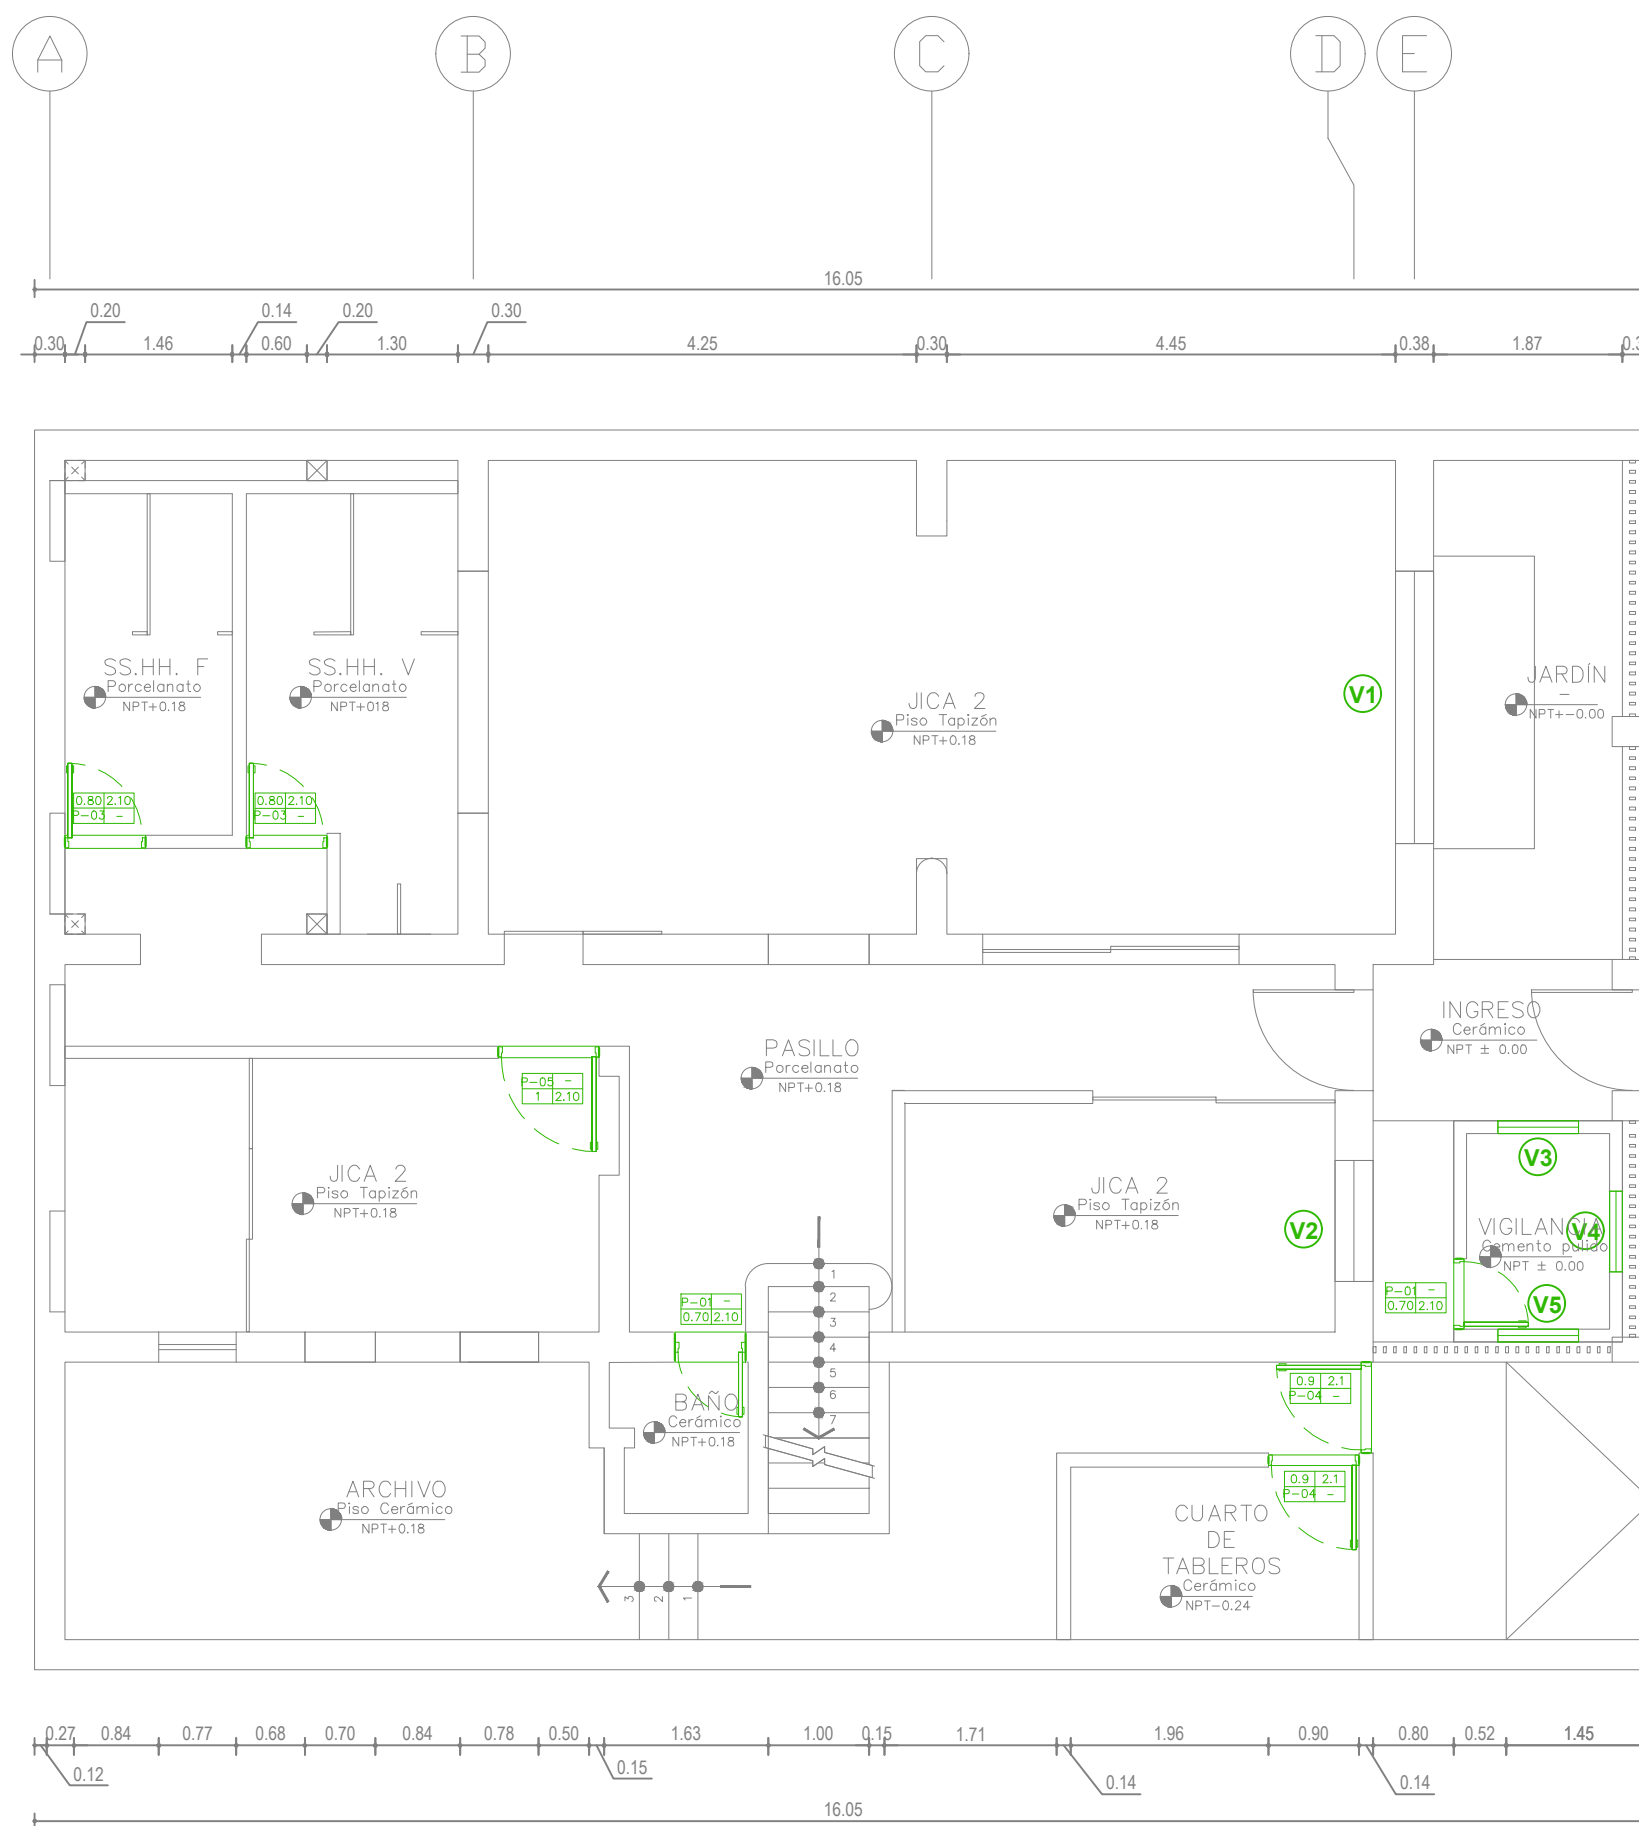 A
B
C
D
E
16.05
0.20
0.14
0.20
0.30
0.30
1.46
0.60
1.30
4.25
0.30
4.45
0.38
1.87
SS.HH. F
Porcelanato
NPT+0.18
SS.HH. V
Porcelanato
NPT+018
JICA 2
Piso Tapizón
NPT+0.18
V1
JARDÍN
-
NPT+-0.00
0.80 2.10
P-03 -
0.80 2.10
P-03 -
INGRESO
Cerámico
NPT ± 0.00
PASILLO
Porcelanato
NPT+0.18
P-05 -
1 2.10
JICA 2
Piso Tapizón
NPT+0.18
JICA 2
Piso Tapizón
NPT+0.18
V2
V3
V4
VIGILANCIA
Cemento pulido
NPT ± 0.00
V5
P-01 -
0.70 2.10
P-01 -
0.70 2.10
1
2
3
4
5
6
7
BAÑO
Cerámico
NPT+0.18
0.9 2.1
P-04 -
0.9 2.1
P-04 -
ARCHIVO
Piso Cerámico
NPT+0.18
CUARTO
DE
TABLEROS
Cerámico
NPT-0.24
3
2
1
0.27
0.84
0.77
0.68
0.70
0.84
0.78
0.50
1.63
1.00
0.15
1.71
1.96
0.90
0.80
0.52
1.45
0.12
0.15
0.14
0.14
16.05